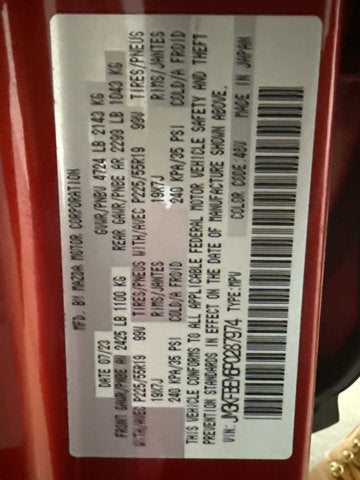 MFD. BY MAZDA MOTOR CORPORATION
DATE 07/23 GVWR/PNBV 4724 LB 2143 KG
FRONT GAWR/PNBE AV 2425 LB 1100 KG REAR GAWR/PNBE AR 2299 LB 1043 KG
WITH/AVEC P225/55R19 99V TIRES/PNEUS WITH/AVEC P225/55R19 99V TIRES/PNEUS
19X7J RIMS/JANTES 19X7J RIMS/JANTES
240 KPA/35 PSI COLD/A FROID 240 KPA/35 PSI COLD/A FROID
THIS VEHICLE CONFORMS TO ALL APPLICABLE FEDERAL MOTOR VEHICLE SAFETY AND THEFT
PREVENTION STANDARDS IN EFFECT ON THE DATE OF MANUFACTURE SHOWN ABOVE.
VIN: TYPE:MPV COLOR CODE:46V MADE IN JAPAN